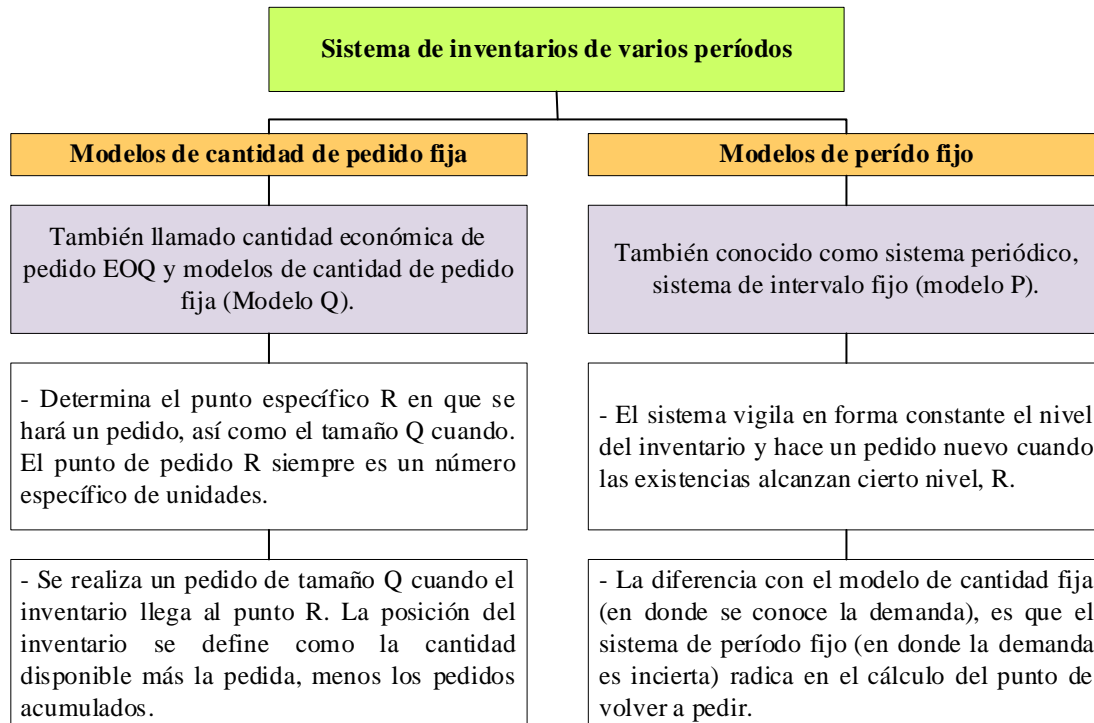 Sistema de inventarios de varios períodos
Modelos de cantidad de pedido fija
También llamado cantidad económica de
pedido EOQ y modelos de cantidad de pedido
fija (Modelo Q).
- Determina el punto específico R en que se
hará un pedido, así como el tamaño Q cuando.
El punto de pedido R siempre es un número
específico de unidades.
- Se realiza un pedido de tamaño Q cuando el
inventario llega al punto R. La posición del
inventario se define como la cantidad
disponible más la pedida, menos los pedidos
acumulados.
Modelos de perído fijo
También conocido como sistema periódico,
sistema de intervalo fijo (modelo P).
- El sistema vigila en forma constante el nivel
del inventario y hace un pedido nuevo cuando
las existencias alcanzan cierto nivel, R.
- La diferencia con el modelo de cantidad fija
(en donde se conoce la demanda), es que el
sistema de período fijo (en donde la demanda
es incierta) radica en el cálculo del punto de
volver a pedir.